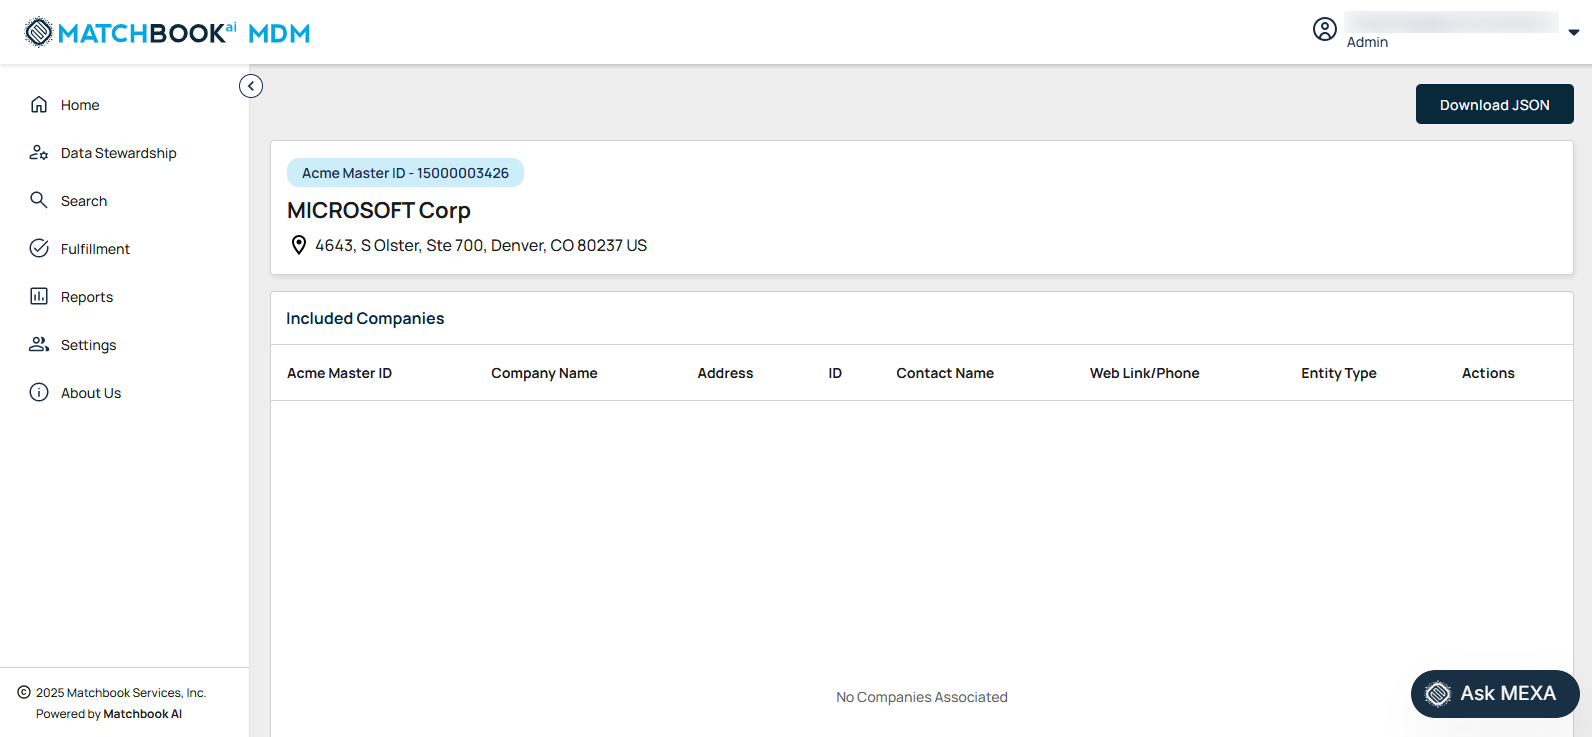 MATCHBOOKai MDM
Admin
Home
Data Stewardship
Search
Fulfillment
Reports
Settings
About Us
© 2025 Matchbook Services, Inc.
Powered by Matchbook AI
Download JSON
Acme Master ID - 15000003426
MICROSOFT Corp
4643, S Olster, Ste 700, Denver, CO 80237 US
Included Companies
Acme Master ID Company Name Address ID Contact Name Web Link/Phone Entity Type Actions
No Companies Associated
Ask MEXA